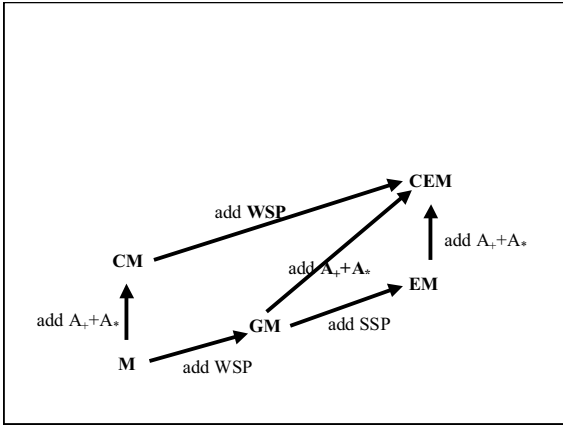 CEM
add WSP
add A₊+A*
CM
add A₊+A*
EM
add A₊+A*
GM
add SSP
M
add WSP